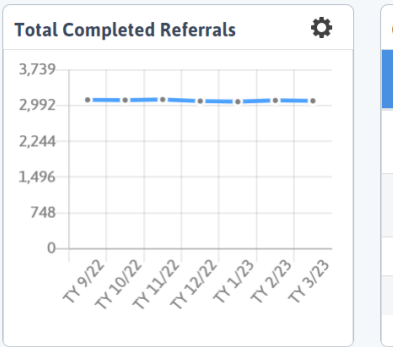 Total Completed Referrals
3,739
2,992
2,244
1,496
748
0
TY 9/22
TY 10/22
TY 11/22
TY 12/22
TY 1/23
TY 2/23
TY 3/23